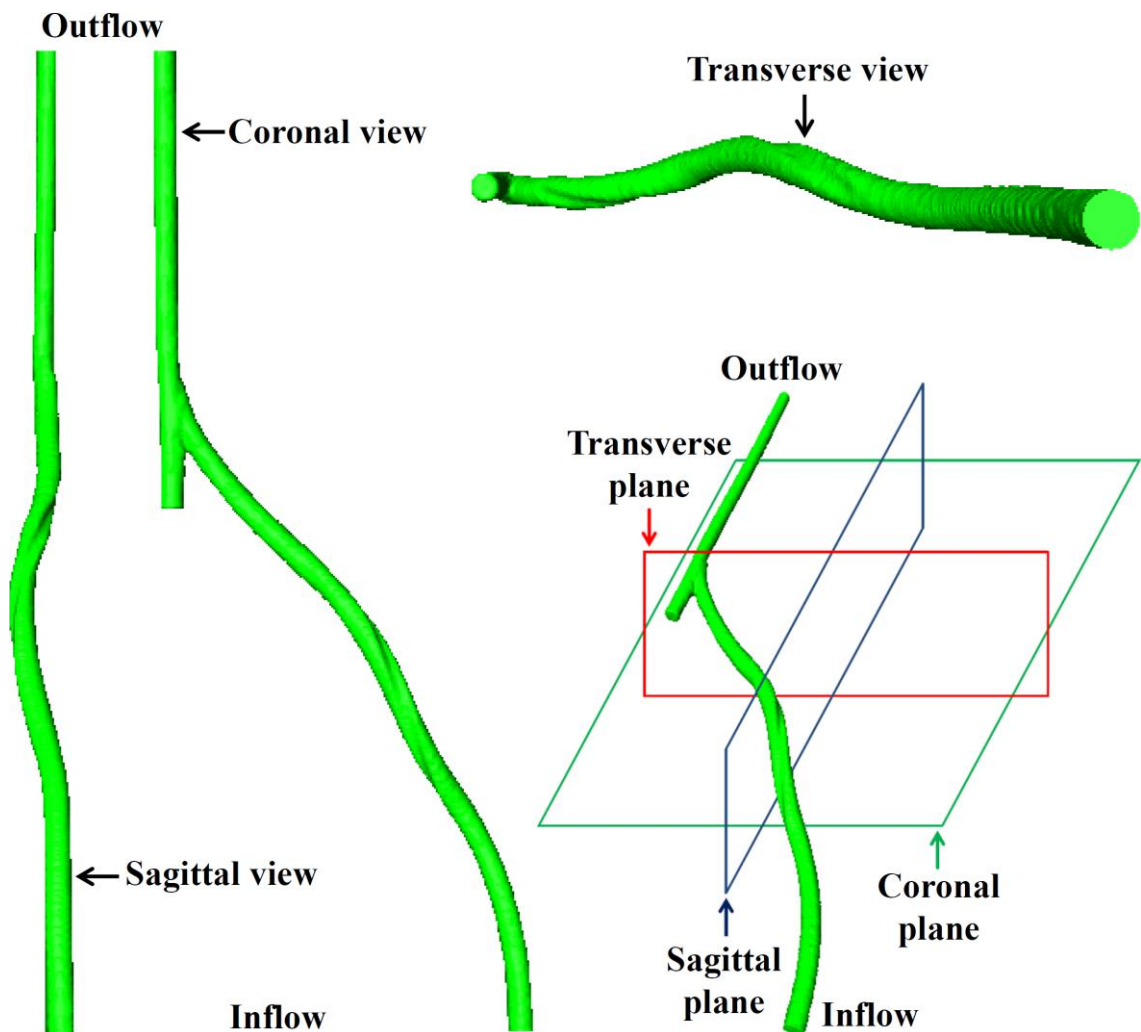 Outflow
Coronal view
Sagittal view
Inflow
Transverse view
Outflow
Transverse
plane
Coronal
plane
Sagittal
plane
Inflow